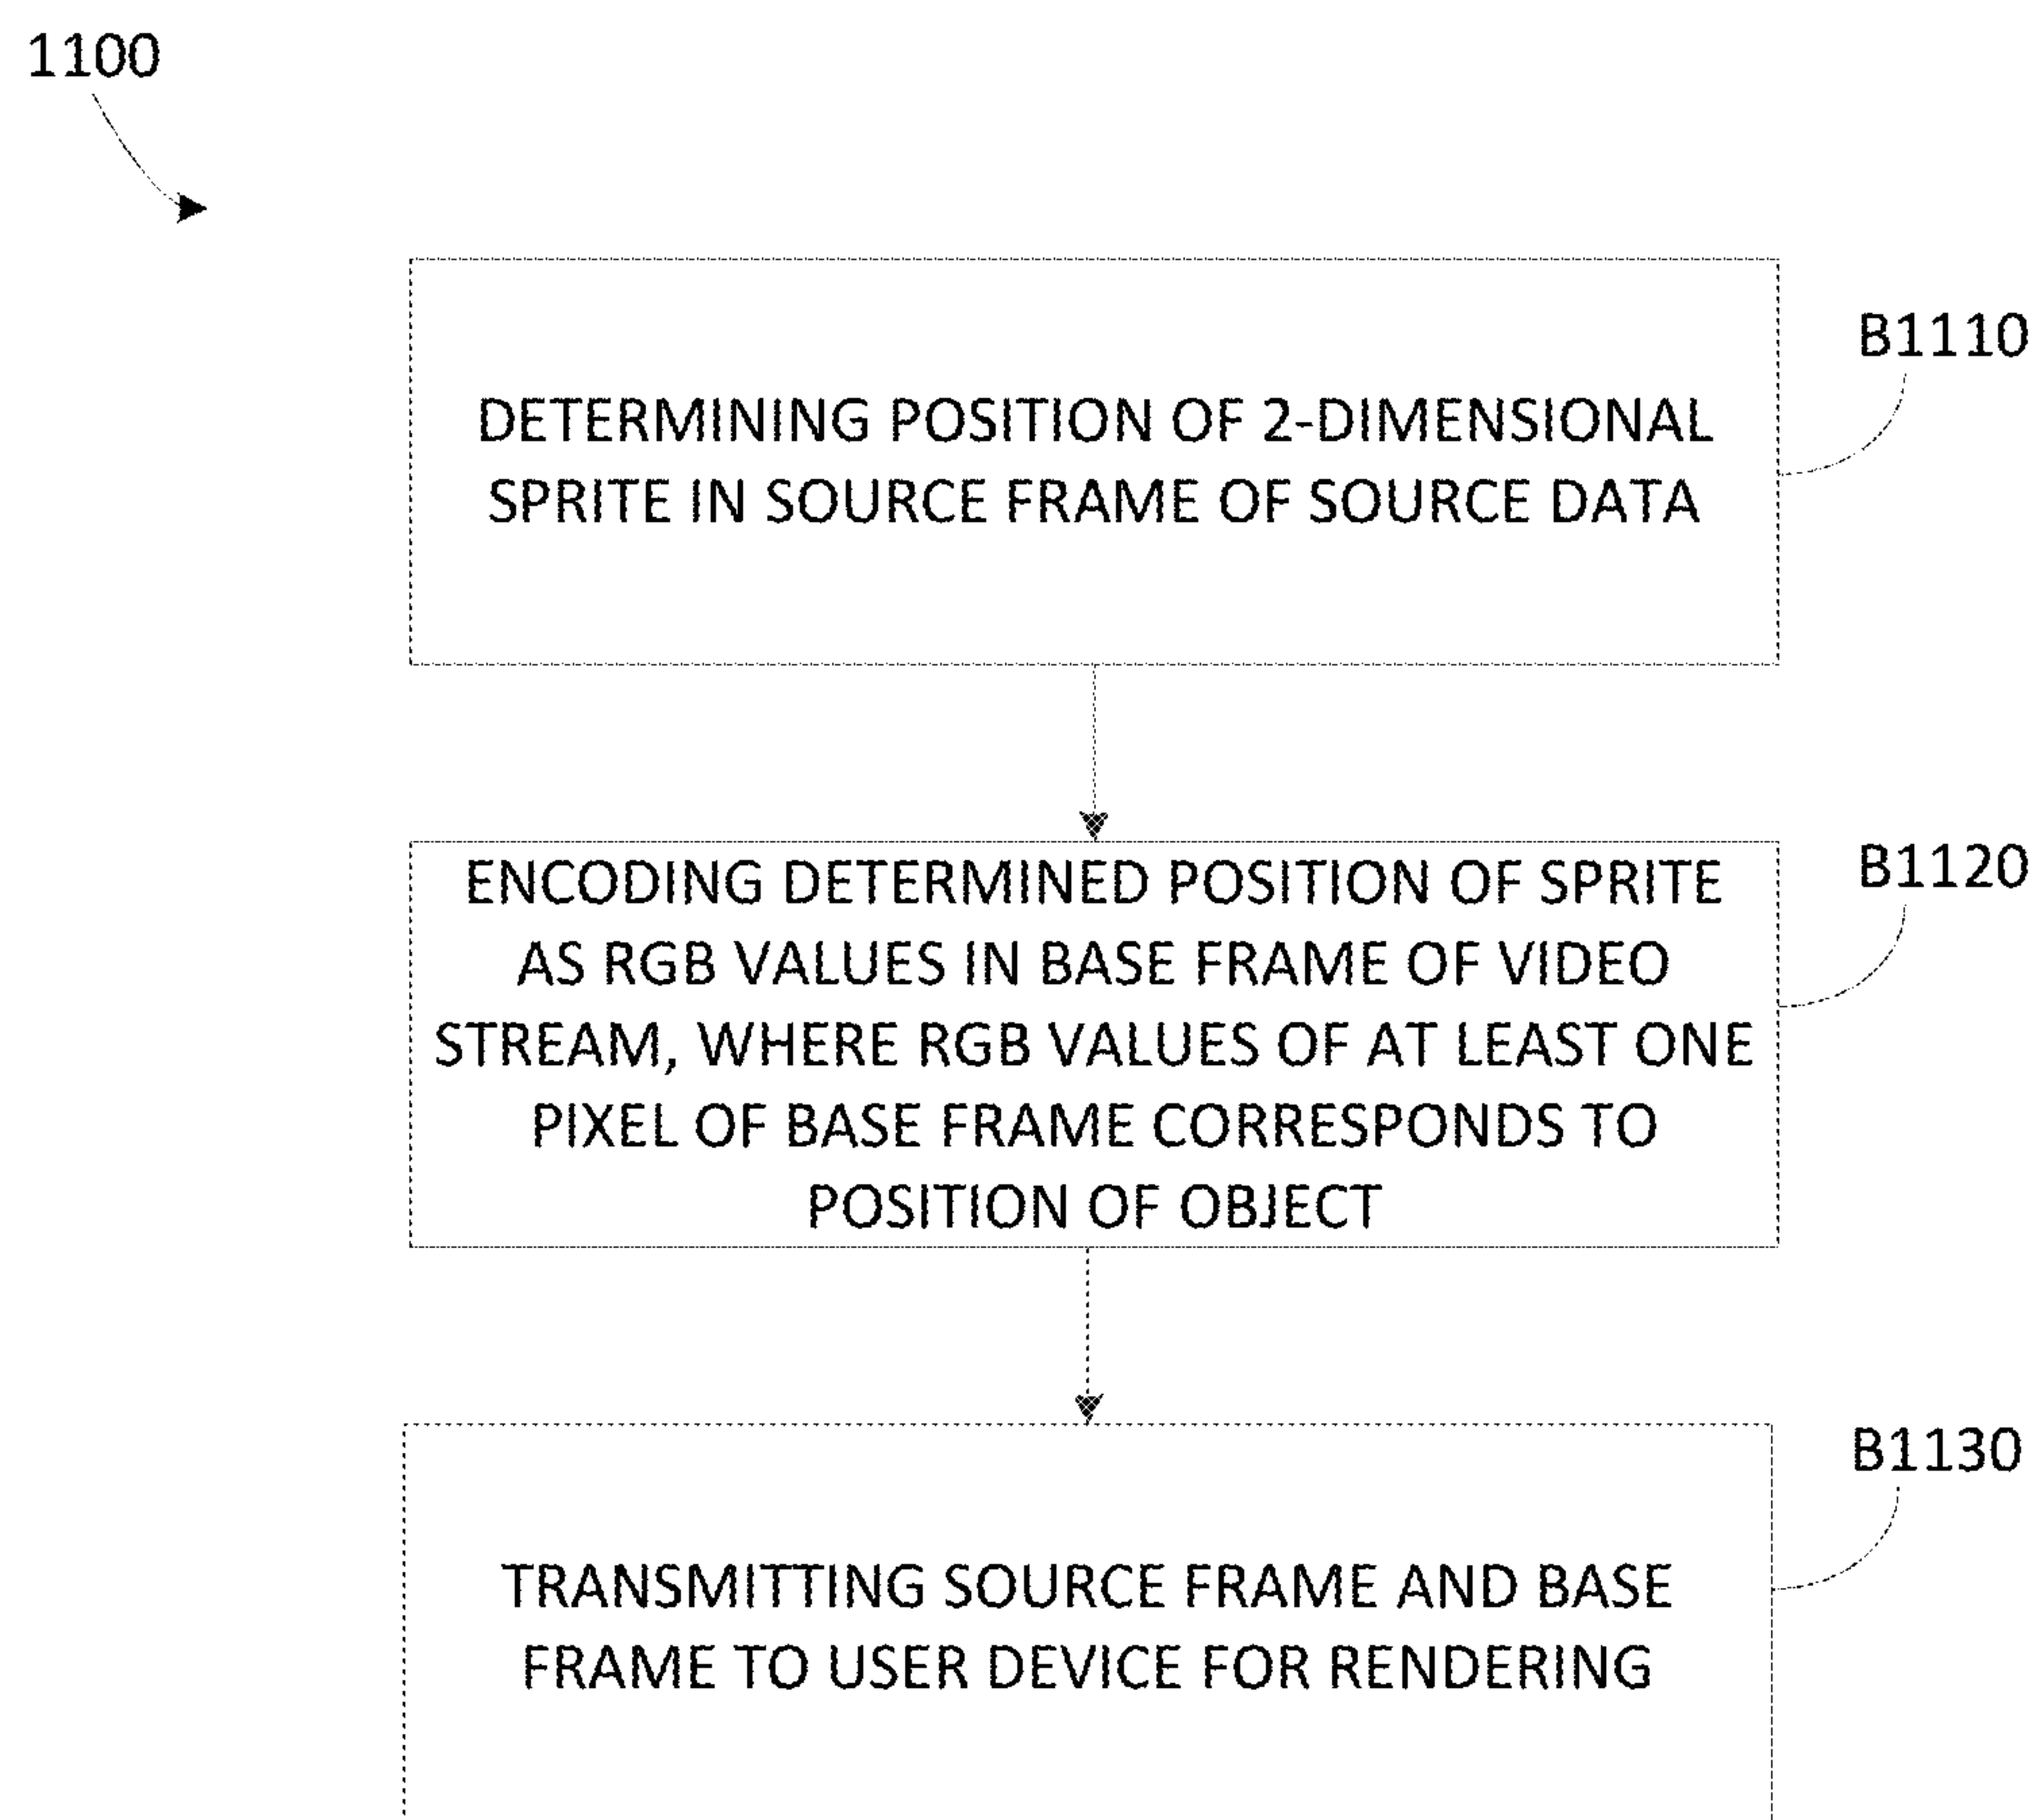 1100
B1110
DETERMINING POSITION OF 2-DIMENSIONAL
SPRITE IN SOURCE FRAME OF SOURCE DATA
B1120
ENCODING DETERMINED POSITION OF SPRITE
AS RGB VALUES IN BASE FRAME OF VIDEO
STREAM, WHERE RGB VALUES OF AT LEAST ONE
PIXEL OF BASE FRAME CORRESPONDS TO
POSITION OF OBJECT
B1130
TRANSMITTING SOURCE FRAME AND BASE
FRAME TO USER DEVICE FOR RENDERING